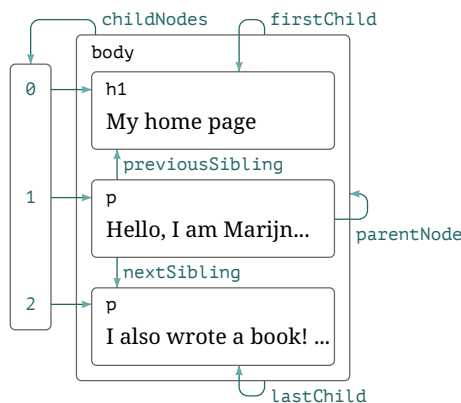 childNodes
firstChild
body
0
h1
My home page
previousSibling
1
p
Hello, I am Marijn...
parentNode
nextSibling
2
p
I also wrote a book! ...
lastChild